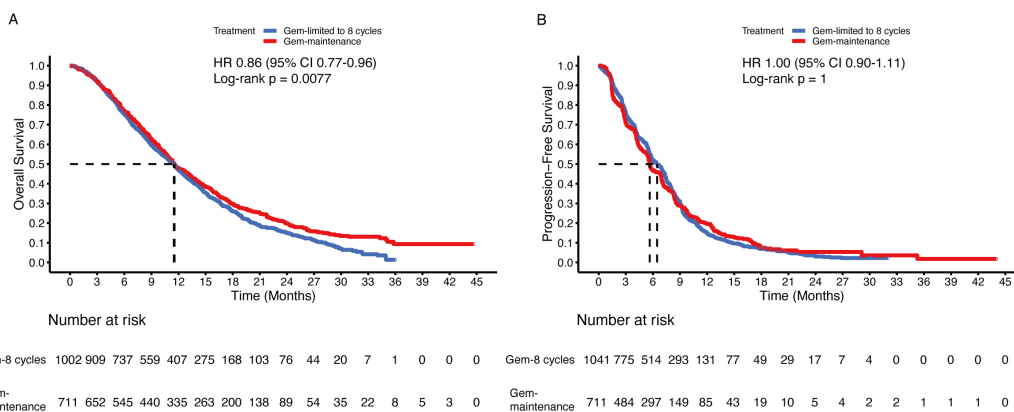 A
Treatment Gem-limited to 8 cycles
Gem-maintenance
HR 0.86 (95% CI 0.77-0.96)
Log-rank p = 0.0077
Overall Survival
1.0
0.9
0.8
0.7
0.6
0.5
0.4
0.3
0.2
0.1
0.0
0 3 6 9 12 15 18 21 24 27 30 33 36 39 42 45
Time (Months)
Number at risk
n-8 cycles 1002 909 737 559 407 275 168 103 76 44 20 7 1 0 0 0
m-
ntenance 711 652 545 440 335 263 200 138 89 54 35 22 8 5 3 0
B
Treatment Gem-limited to 8 cycles
Gem-maintenance
HR 1.00 (95% CI 0.90-1.11)
Log-rank p = 1
Progression-Free Survival
1.0
0.9
0.8
0.7
0.6
0.5
0.4
0.3
0.2
0.1
0.0
0 3 6 9 12 15 18 21 24 27 30 33 36 39 42 45
Time (Months)
Number at risk
Gem-8 cycles 1041 775 514 293 131 77 49 29 17 7 4 0 0 0 0 0
Gem-
maintenance 711 484 297 149 85 43 19 10 5 4 2 2 1 1 1 0